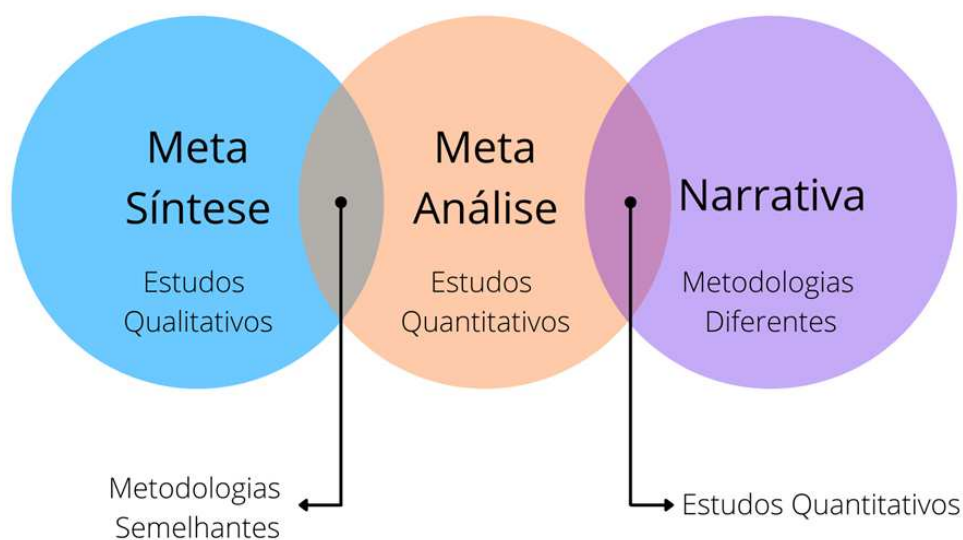 Meta
Síntese
Estudos
Qualitativos
Meta
Análise
Estudos
Quantitativos
Narrativa
Metodologias
Diferentes
Metodologias
Semelhantes
Estudos Quantitativos